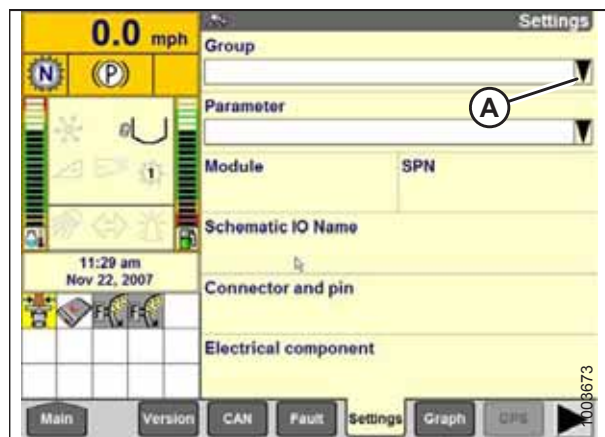 0.0 mph
Settings
Group
A
N
P
Parameter
1
Module
SPN
Schematic IO Name
11:29 am
Nov 22, 2007
Connector and pin
F
F
Electrical component
1003673
Main
Version
CAN
Fault
Settings
Graph
GPS